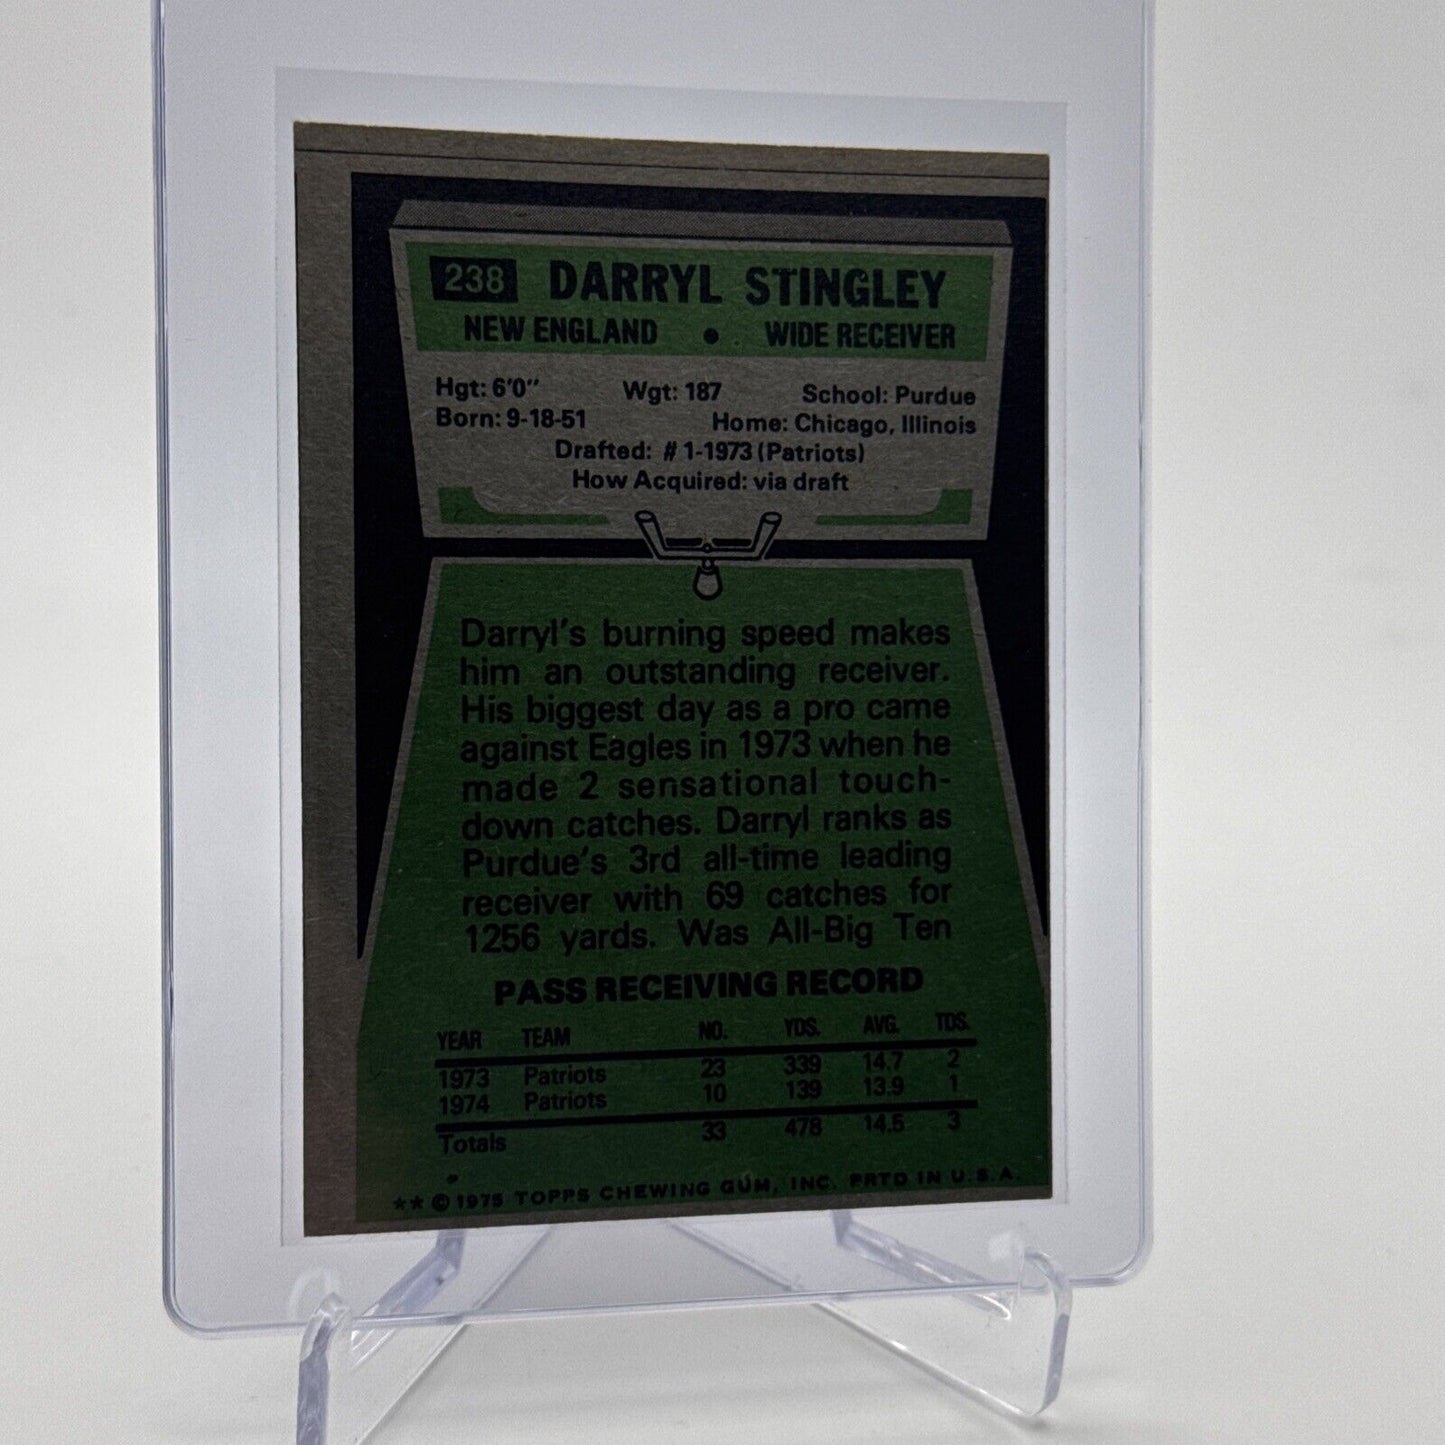 238 DARRYL STINGLEY
NEW ENGLAND • WIDE RECEIVER
Hgt: 6'0" Wgt: 187 School: Purdue
Born: 9-18-51 Home: Chicago, Illinois
Drafted: #1-1973 (Patriots)
How Acquired: via draft
Darryl's burning speed makes
him an outstanding receiver.
His biggest day as a pro came
against Eagles in 1973 when he
made 2 sensational touch-
down catches. Darryl ranks as
Purdue's 3rd all-time leading
receiver with 69 catches for
1256 yards. Was All-Big Ten
PASS RECEIVING RECORD
YEAR TEAM NO. YDS. AVG. TDS.
1973 Patriots 23 339 14.7 2
1974 Patriots 10 139 13.9 1
Totals 33 478 14.5 3
** © 1975 TOPPS CHEWING GUM, INC. PRTD IN U.S.A.